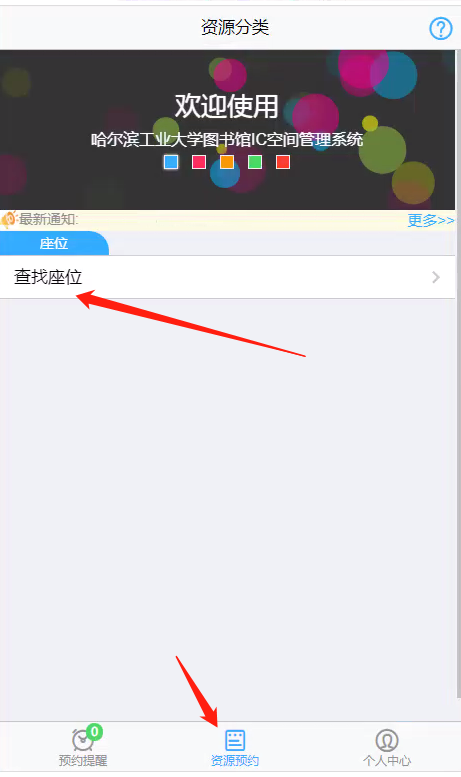 资源分类
欢迎使用
哈尔滨工业大学图书馆IC空间管理系统
最新通知:
更多>>
座位
查找座位
0
预约提醒
资源预约
个人中心